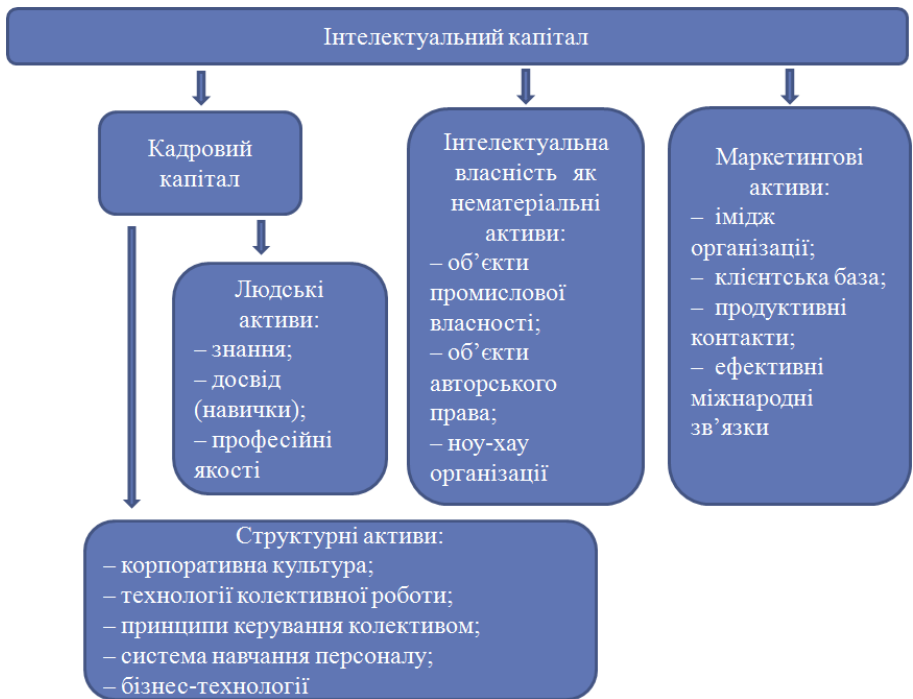 Інтелектуальний капітал
Кадровий
капітал
Людські
активи:
– знання;
– досвід
(навички);
– професійні
якості
Структурні активи:
– корпоративна культура;
– технології колективної роботи;
– принципи керування колективом;
– система навчання персоналу;
– бізнес-технології
Інтелектуальна
власність як
нематеріальні
активи:
– об’єкти
промислової
власності;
– об’єкти
авторського
права;
– ноу-хау
організації
Маркетингові
активи:
– імідж
організації;
– клієнтська база;
– продуктивні
контакти;
– ефективні
міжнародні
зв’язки